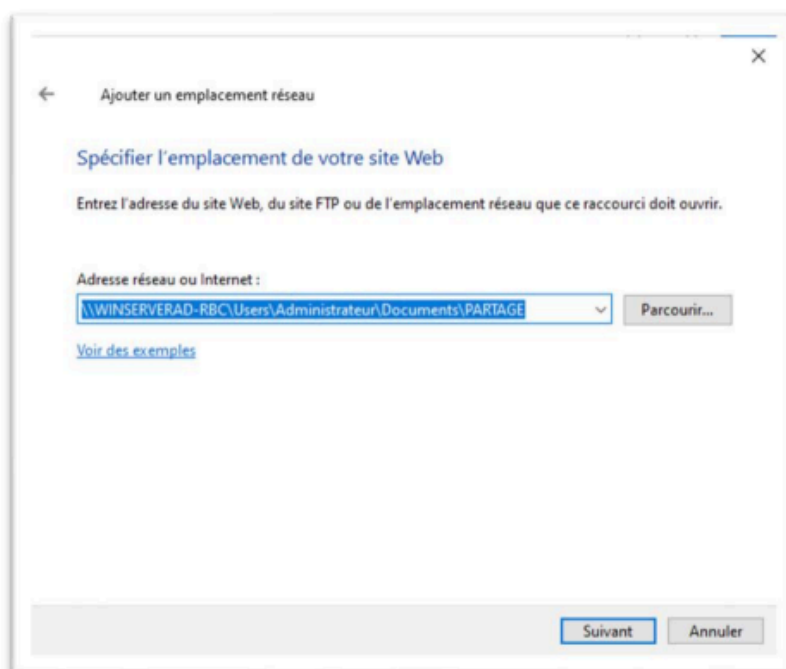 Ajouter un emplacement réseau
Spécifier l'emplacement de votre site Web
Entrez l'adresse du site Web, du site FTP ou de l'emplacement réseau que ce raccourci doit ouvrir.
Adresse réseau ou Internet :
\\WINSERVERAD-RBC\Users\Administrateur\Documents\PARTAGE
Parcourir...
Voir des exemples
Suivant
Annuler